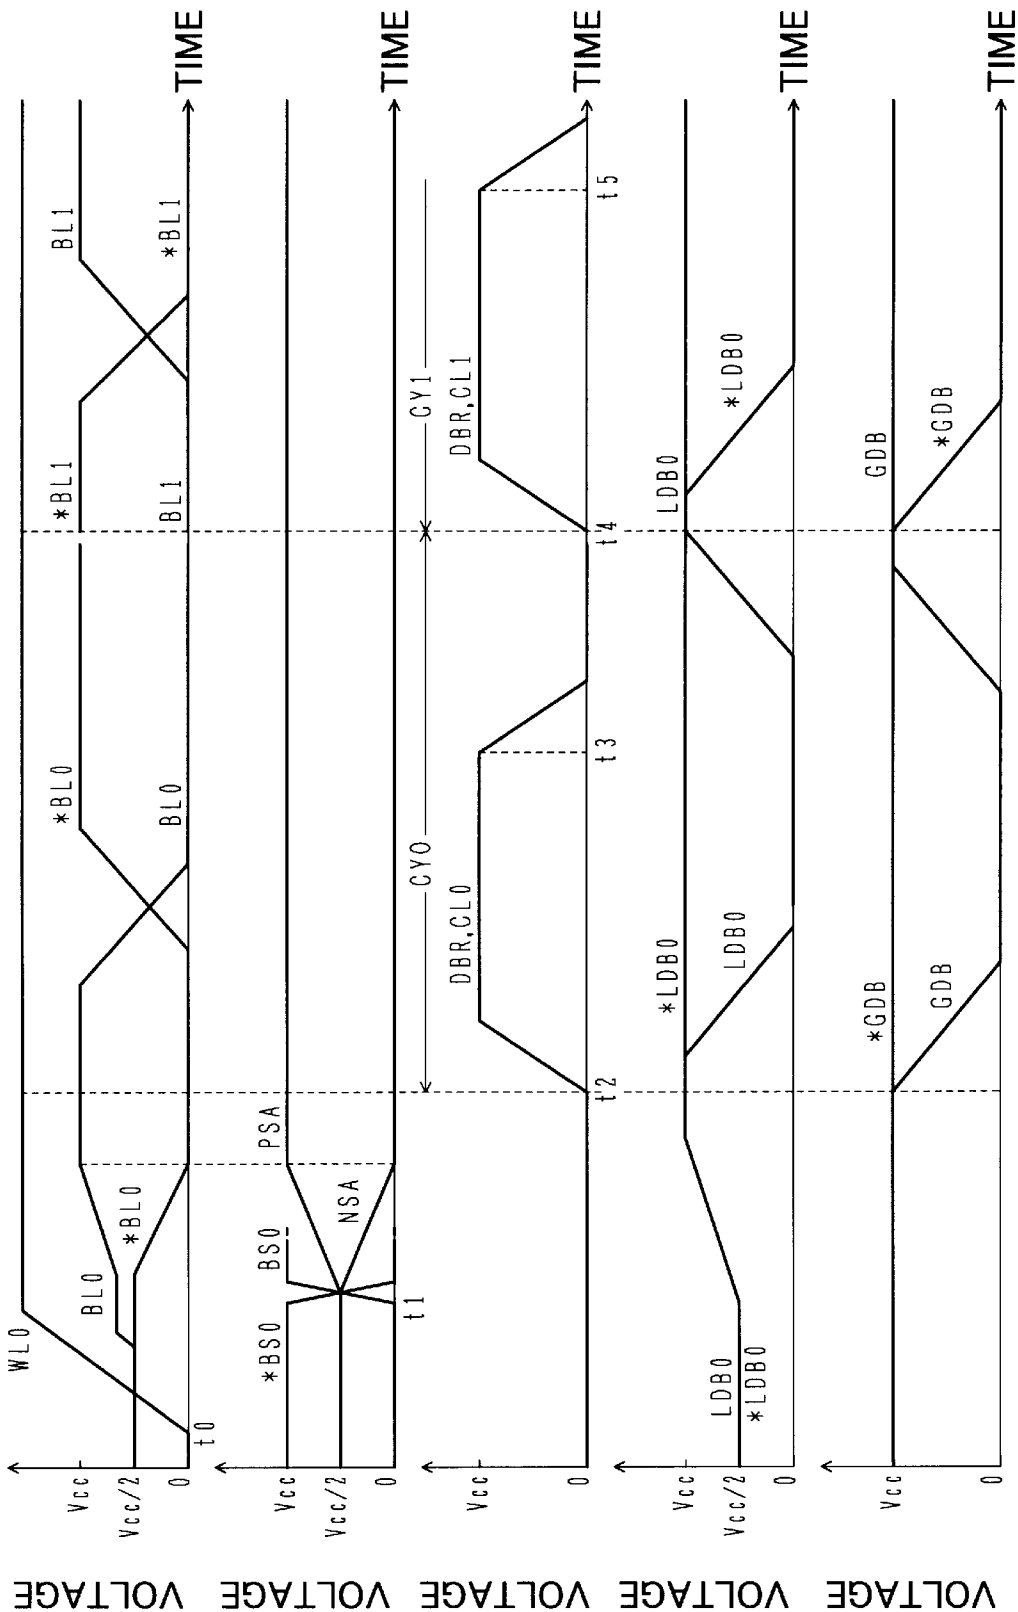 VOLTAGE
Vcc
Vcc/2
0
t0
WL0
BL0
*BL0
*BL0
BL0
*BL1
BL1
BL1
*BL1
TIME
VOLTAGE
Vcc
Vcc/2
0
*BS0
BS0
t1
PSA
NSA
TIME
CY0
CY1
VOLTAGE
Vcc
0
DBR,CL0
DBR,CL1
t2
t3
t4
t5
TIME
VOLTAGE
Vcc
Vcc/2
0
LDB0
*LDB0
*LDB0
LDB0
LDB0
*LDB0
TIME
VOLTAGE
Vcc
0
*GDB
GDB
GDB
*GDB
TIME